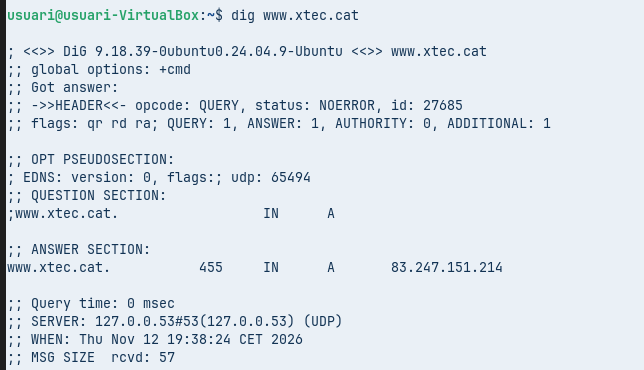 usuari@usuari-VirtualBox:~$ dig www.xtec.cat
; <<>> DiG 9.18.39-0ubuntu0.24.04.9-Ubuntu <<>> www.xtec.cat
;; global options: +cmd
;; Got answer:
;; ->>HEADER<<- opcode: QUERY, status: NOERROR, id: 27685
;; flags: qr rd ra; QUERY: 1, ANSWER: 1, AUTHORITY: 0, ADDITIONAL: 1
;; OPT PSEUDOSECTION:
; EDNS: version: 0, flags:; udp: 65494
;; QUESTION SECTION:
;www.xtec.cat. IN A
;; ANSWER SECTION:
www.xtec.cat. 455 IN A 83.247.151.214
;; Query time: 0 msec
;; SERVER: 127.0.0.53#53(127.0.0.53) (UDP)
;; WHEN: Thu Nov 12 19:38:24 CET 2026
;; MSG SIZE rcvd: 57